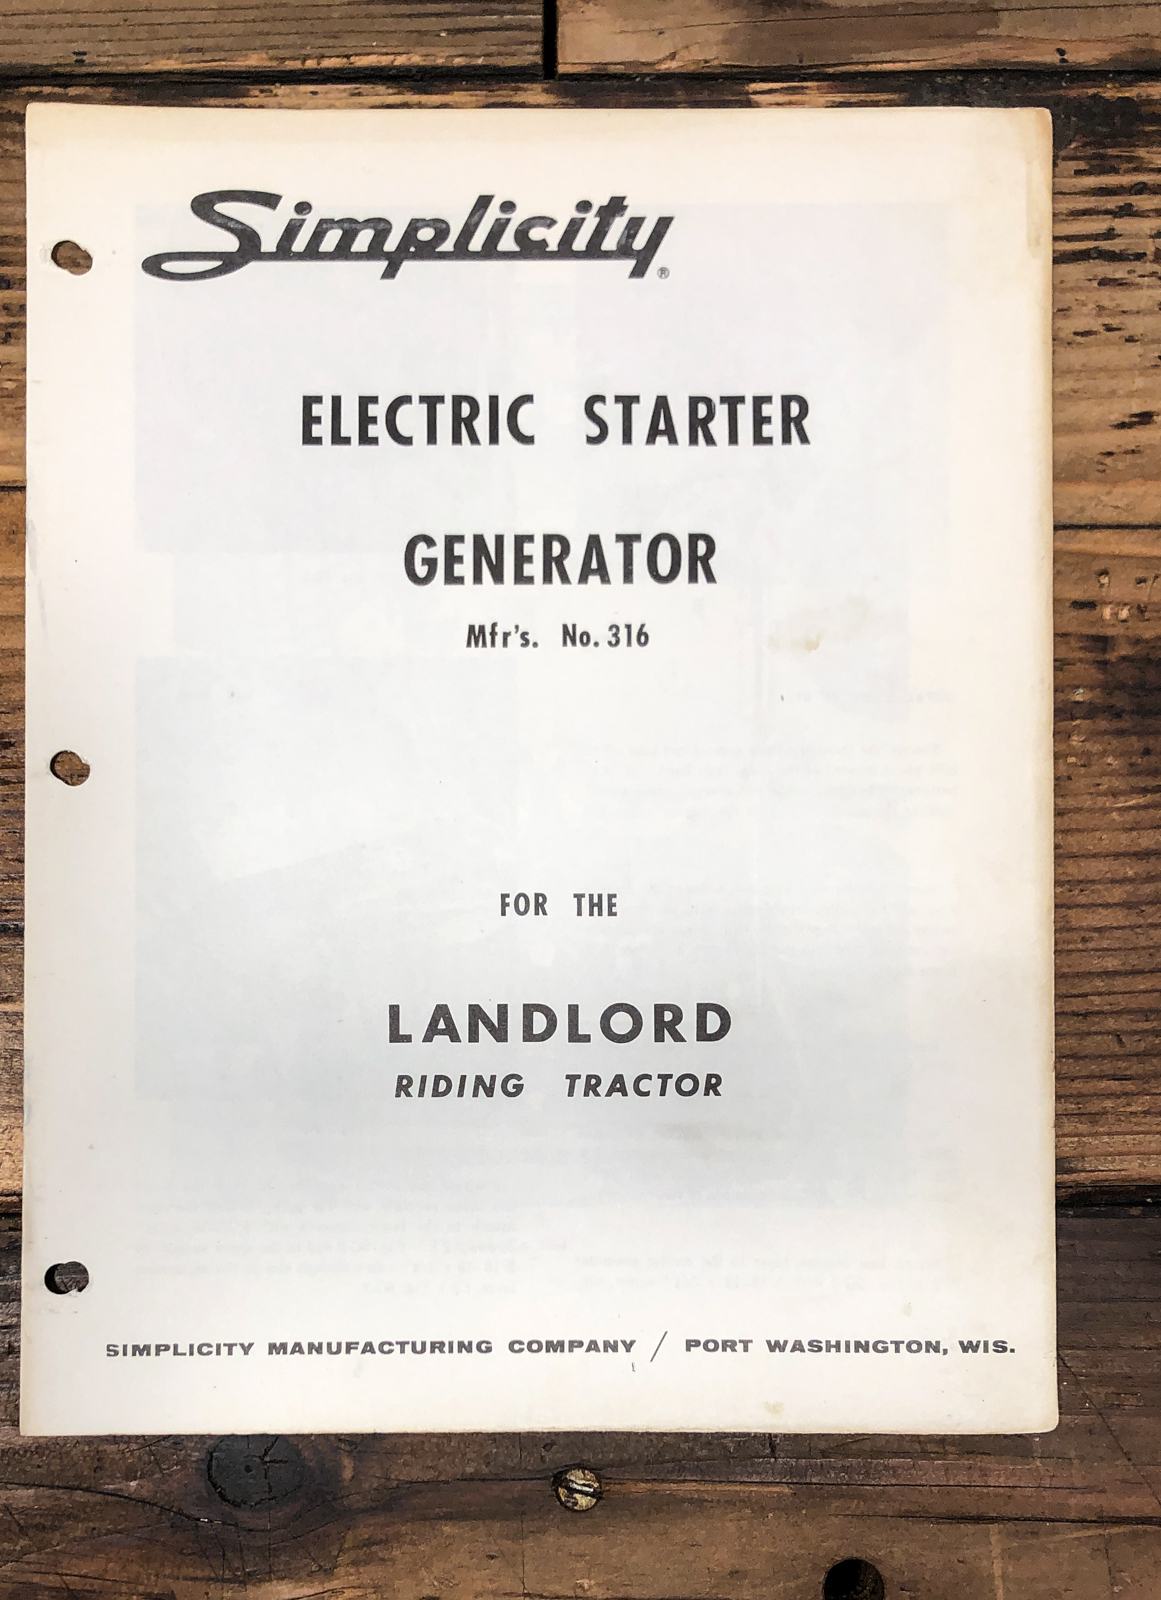 Simplicity®
ELECTRIC STARTER
GENERATOR
Mfr's. No. 316
FOR THE
LANDLORD
RIDING TRACTOR
SIMPLICITY MANUFACTURING COMPANY / PORT WASHINGTON, WIS.